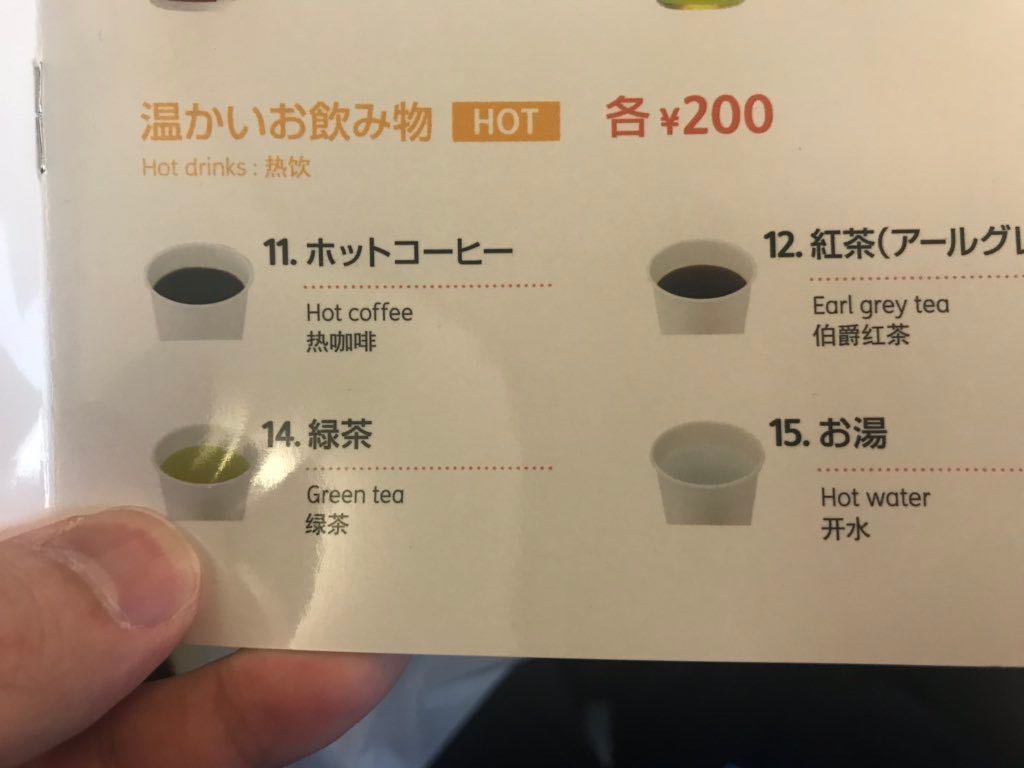 温かいお飲み物 HOT 各¥200
Hot drinks : 热饮
11. ホットコーヒー
Hot coffee
热咖啡
12. 紅茶(アールグレ
Earl grey tea
伯爵红茶
14. 緑茶
Green tea
绿茶
15. お湯
Hot water
开水